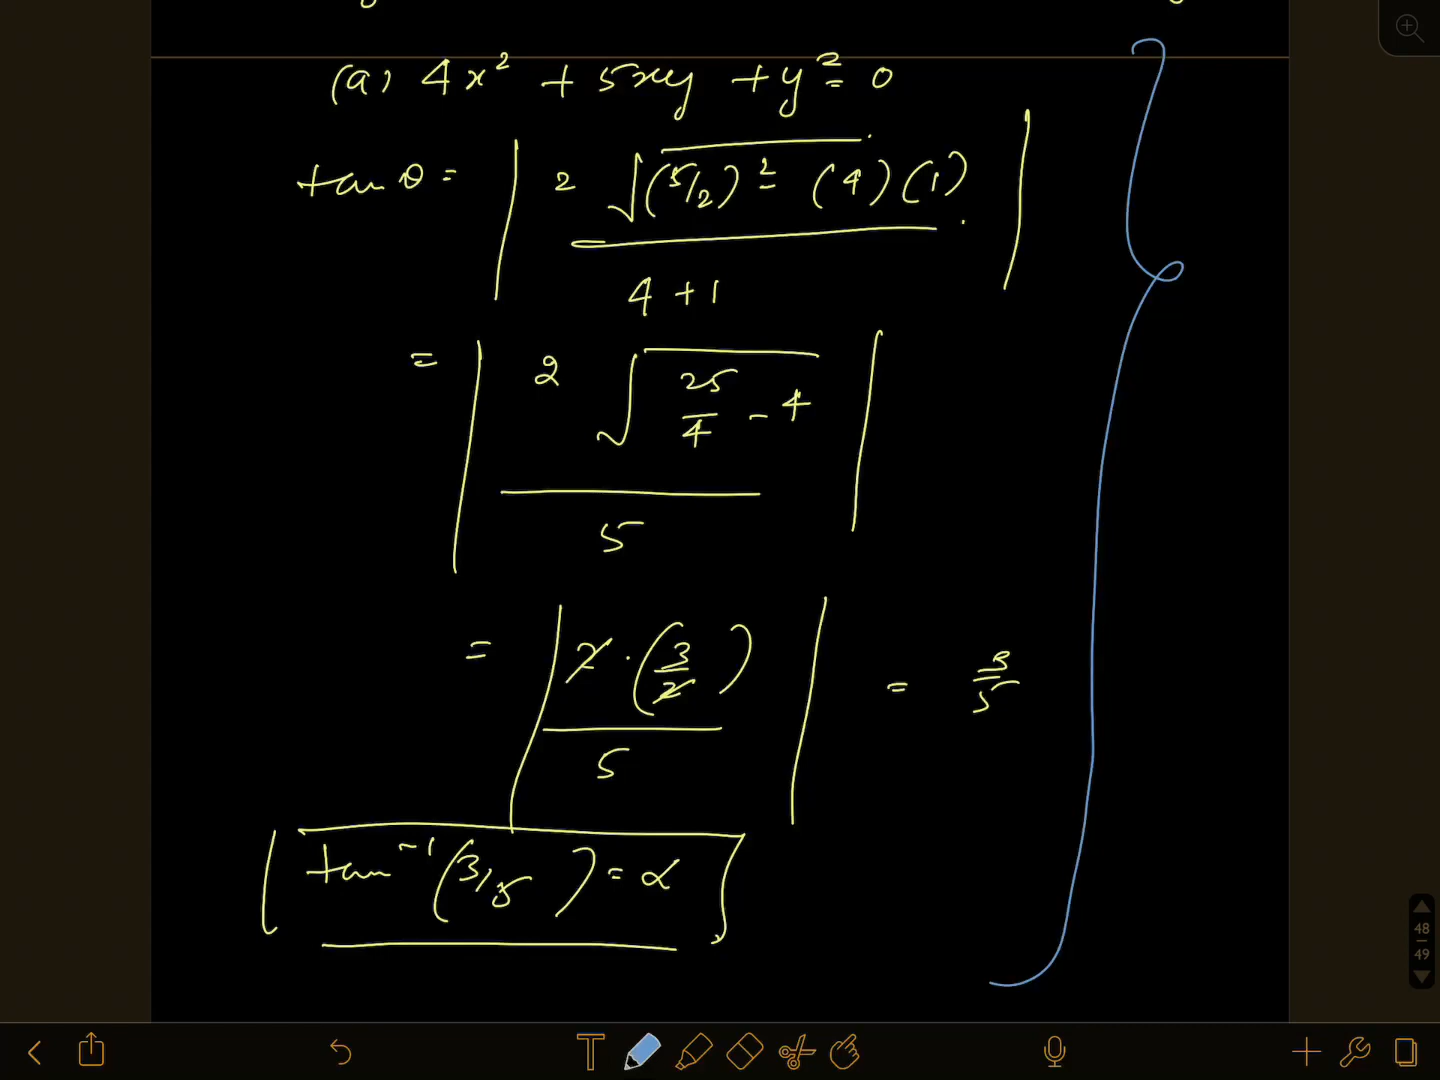 (a) 4x² + 5xy + y² = 0
tan θ = | 2 √(5/2)² - (4)(1) / 4 + 1 |
= | 2 √25/4 - 4 / 5 |
= | 2 · (3/2) / 5 | = 3/5
tan⁻¹(3/5) = α
48
49
T